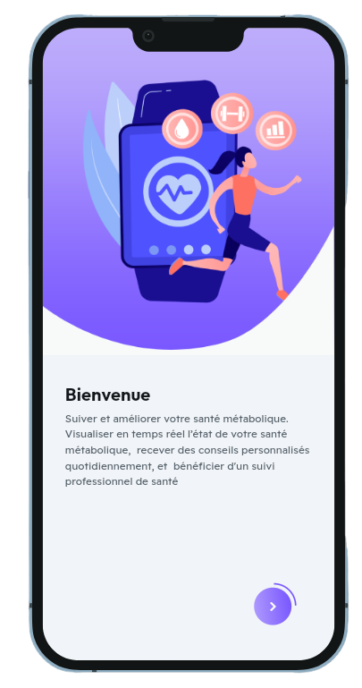 Bienvenue
Suiver et améliorer votre santé métabolique.
Visualiser en temps réel l'état de votre santé
métabolique, recever des conseils personnalisés
quotidiennement, et bénéficier d'un suivi
professionnel de santé